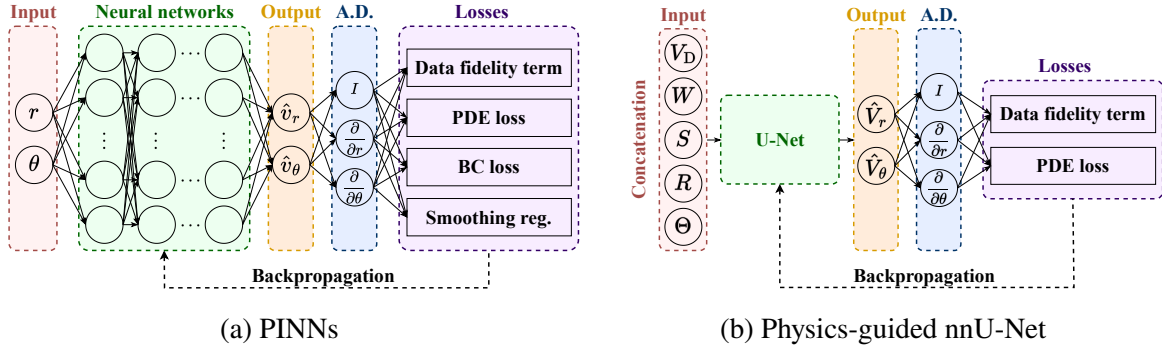 Input
Neural networks
Output
A.D.
Losses
r
θ
⋯
⋯
⋮
⋮
⋯
⋯
v̂_r
v̂_θ
I
∂/∂r
∂/∂θ
Data fidelity term
PDE loss
BC loss
Smoothing reg.
Backpropagation
(a) PINNs
Input
Output
A.D.
Losses
Concatenation
V_D
W
S
R
Θ
U-Net
V̂_r
V̂_θ
I
∂/∂r
∂/∂θ
Data fidelity term
PDE loss
Backpropagation
(b) Physics-guided nnU-Net